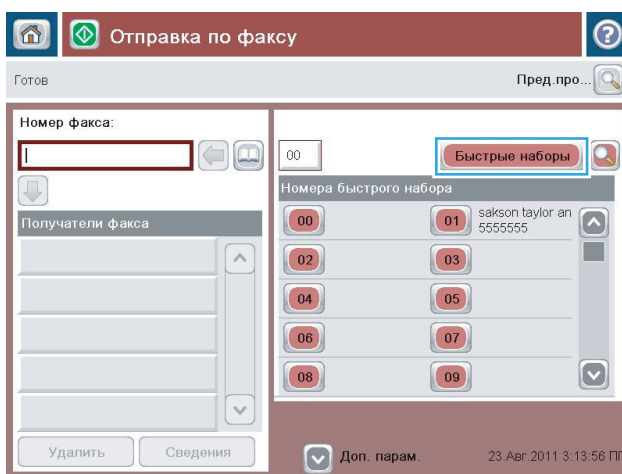 Отправка по факсу
?
Готов
Пред.про...
Номер факса:
00
Быстрые наборы
Номера быстрого набора
Получатели факса
00
01 sakson taylor an
5555555
02
03
04
05
06
07
08
09
Удалить
Сведения
Доп. парам.
23.Авг.2011 3:13:56 ПП